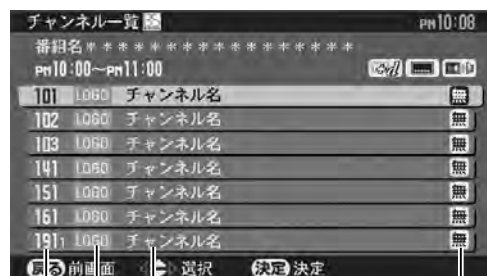 チャンネル一覧 PM10:08
番組名＊＊＊＊＊＊＊＊＊＊＊＊＊＊＊＊
PM10:00～PM11:00
101 LOGO チャンネル名 無
102 LOGO チャンネル名 無
103 LOGO チャンネル名 無
141 LOGO チャンネル名 無
151 LOGO チャンネル名 無
161 LOGO チャンネル名 無
1911 LOGO チャンネル名 無
戻る 前画面 選択 決定 決定